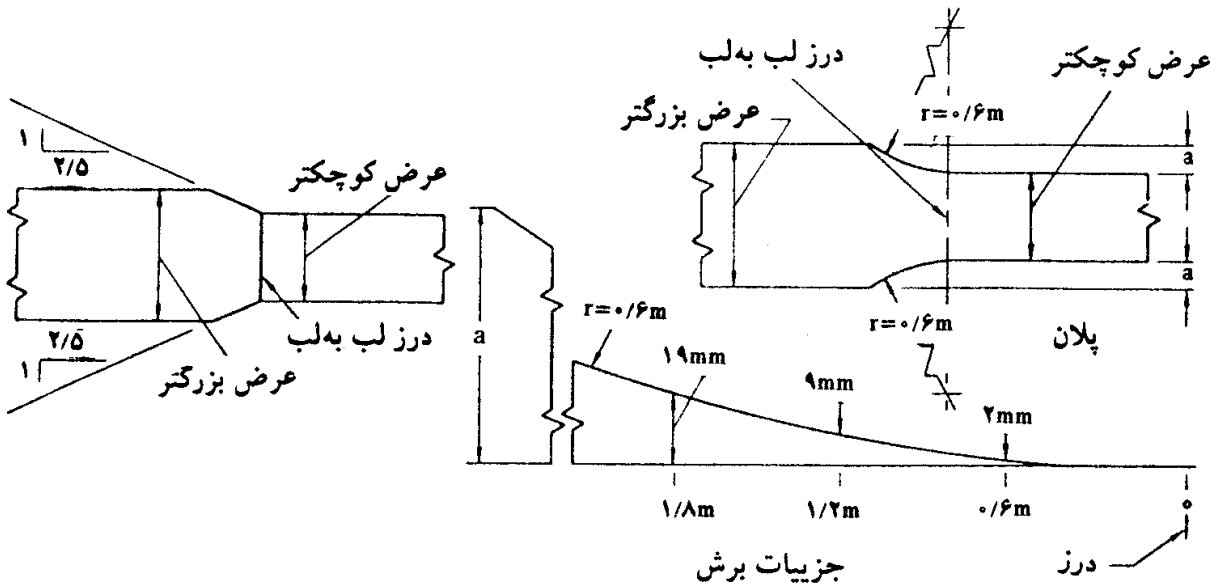 درز لب به‌لب
عرض کوچکتر
r=۰/۶m
عرض بزرگتر
a
a
r=۰/۶m
پلان
۱
۲/۵
عرض کوچکتر
درز لب به‌لب
۲/۵
۱
عرض بزرگتر
a
r=۰/۶m
۱۹mm
۹mm
۲mm
۱/۸m
۱/۲m
۰/۶m
۰
درز
جزییات برش